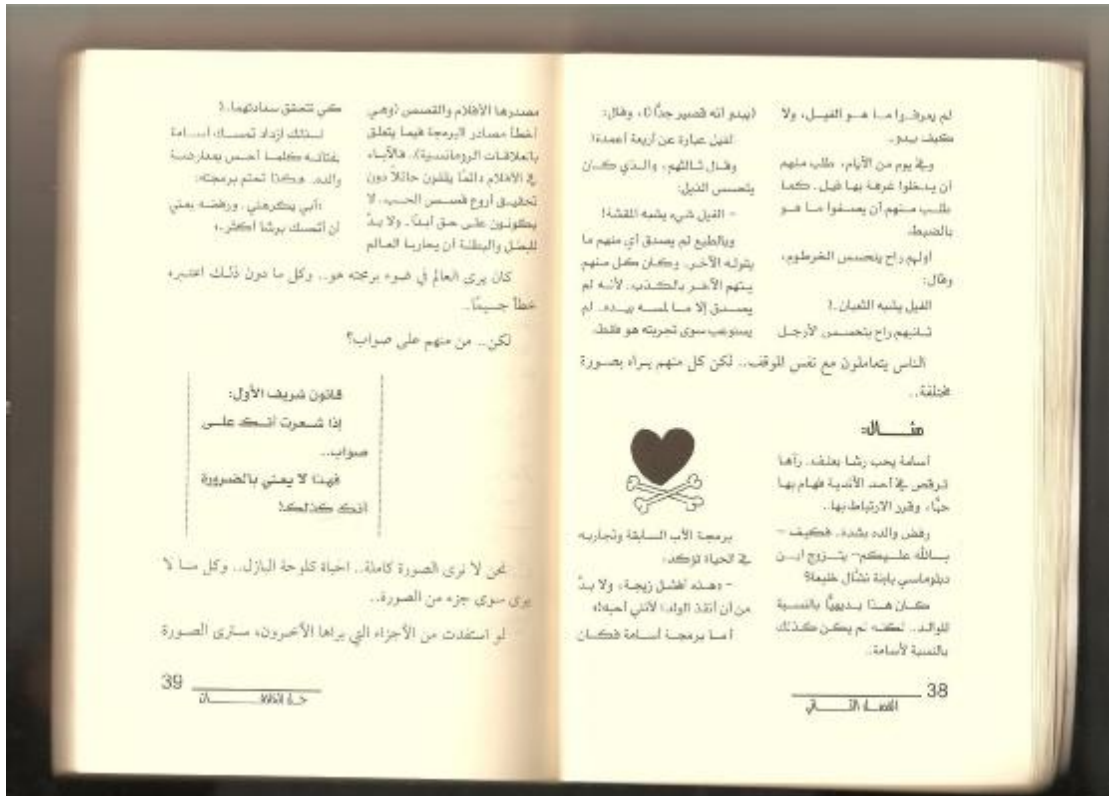 لم يعرفوا ما هو الفيل، ولا
كيف يبدو.
وفي يوم من الأيام، طلب منهم
أن يدخلوا غرفة بها فيل. كما
طلب منهم أن يصفوا ما هو
بالضبط.
أولهم راح يتحسس الخرطوم،
وقال:
الفيل يشبه الثعبان.!
ثانيهم راح يتحسس الأرجل
(يبدو أنه قصير جدًّا!)، وقال:
الفيل عبارة عن أربعة أعمدة!
وقال ثالثهم، والذي كان
يتحسس الذيل:
- الفيل شيء يشبه المقشة!
وبالطبع لم يصدق أي منهم ما
يقوله الآخر. وكان كل منهم
يتهم الآخر بالكذب. لأنه لم
يصدق إلا ما لمسه بيده. لم
يستوعب سوى تجربته هو فقط.
الناس يتعاملون مع نفس الموقف.. لكن كل منهم يراه بصورة
مختلفة..
مثال:
أسامة يحب رشا بعنف. رآها
ترقص في أحد الأندية فهام بها
حبًّا، وقرر الارتباط بها..
رفض والده بشدة. فكيف -
بالله عليكم- يتزوج ابن
دبلوماسي بابنة نشَّال خليعة؟
كان هذا بديهيًّا بالنسبة
للوالد.. لكنه لم يكن كذلك
بالنسبة لأسامة..
برمجة الأب السابقة وتجاربه
في الحياة تؤكد:
- «هذه أفشل زيجة، ولا بدَّ
من أن أنقذ الولد؛ لأنني أحبه!»
أما برمجة أسامة فكان
38
الفصل الثاني
مصدرها الأفلام والقصص (وهي
أخطأ مصادر البرمجة فيما يتعلق
بالعلاقات الرومانسية). فالآباء
في الأفلام دائمًا يقفون حائلاً دون
تحقيق أروع قصص الحب. لا
يكونون على حق أبدًا. ولا بدَّ
للبطل والبطلة أن يحاربا العالم
كي تتحقق سعادتهما.!
لذلك ازداد تمسك أسامة
بفتاته كلما أحس بمعارضة
والده. هكذا تحتم برمجته:
«أبي يكرهني. ورفضه يعني
أن أتمسك برشا أكثر.»
كان يرى العالم في ضوء برمجته هو.. وكل ما دون ذلك اعتبره
خطأ جسيمًا..
لكن.. من منهم على صواب؟
قانون شريف الأول:
إذا شعرت أنك على
صواب..
فهذا لا يعني بالضرورة
أنك كذلك!
نحن لا نرى الصورة كاملة.. الحياة كلوحة البازل.. وكل منا لا
يرى سوى جزء من الصورة..
لو استفدت من الأجزاء التي يراها الآخرون، سترى الصورة
39